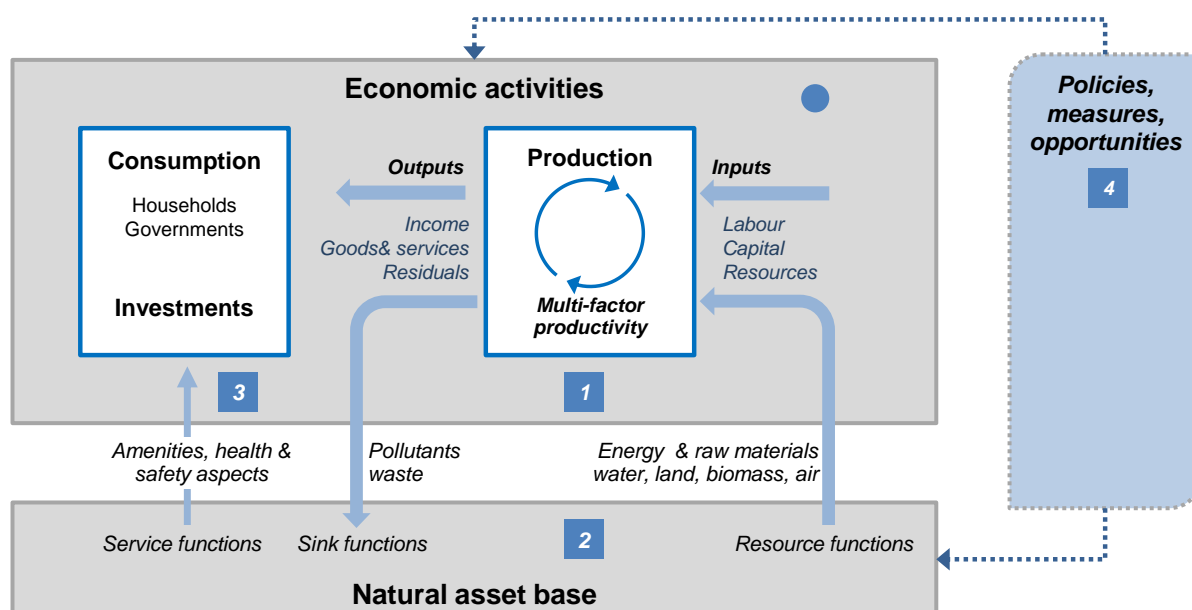 Economic activities
Policies,
measures,
opportunities
4
Consumption
Households
Governments
Investments
3
Outputs
Income
Goods& services
Residuals
Production
Multi-factor
productivity
1
Inputs
Labour
Capital
Resources
Amenities, health &
safety aspects
Pollutants
waste
Energy & raw materials
water, land, biomass, air
Service functions
Sink functions
2
Resource functions
Natural asset base